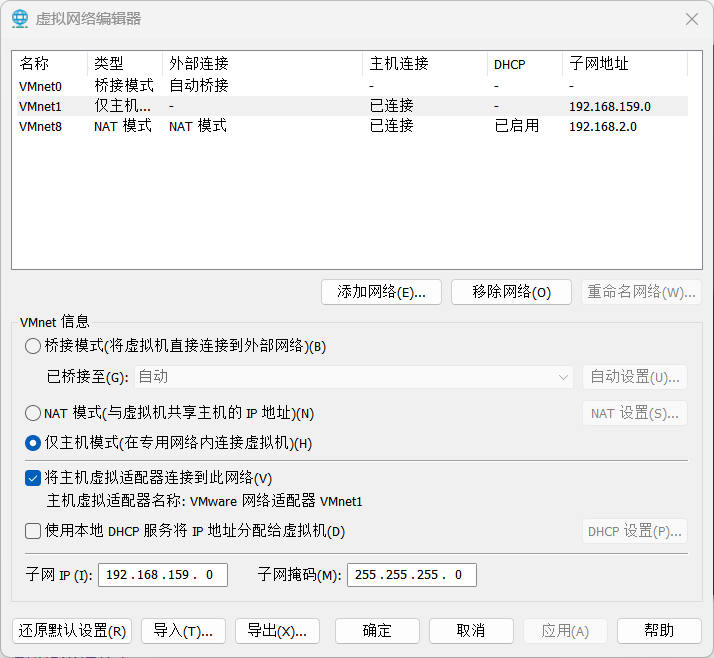 虚拟网络编辑器
名称 类型 外部连接 主机连接 DHCP 子网地址
VMnet0 桥接模式 自动桥接 - - -
VMnet1 仅主机... - 已连接 - 192.168.159.0
VMnet8 NAT 模式 NAT 模式 已连接 已启用 192.168.2.0
添加网络(E)... 移除网络(O) 重命名网络(W)...
VMnet 信息
桥接模式(将虚拟机直接连接到外部网络)(B)
已桥接至(G): 自动 自动设置(U)...
NAT 模式(与虚拟机共享主机的 IP 地址)(N) NAT 设置(S)...
仅主机模式(在专用网络内连接虚拟机)(H)
将主机虚拟适配器连接到此网络(V)
主机虚拟适配器名称: VMware 网络适配器 VMnet1
使用本地 DHCP 服务将 IP 地址分配给虚拟机(D) DHCP 设置(P)...
子网 IP (I): 192.168.159. 0 子网掩码(M): 255.255.255. 0
还原默认设置(R) 导入(T)... 导出(X)... 确定 取消 应用(A) 帮助